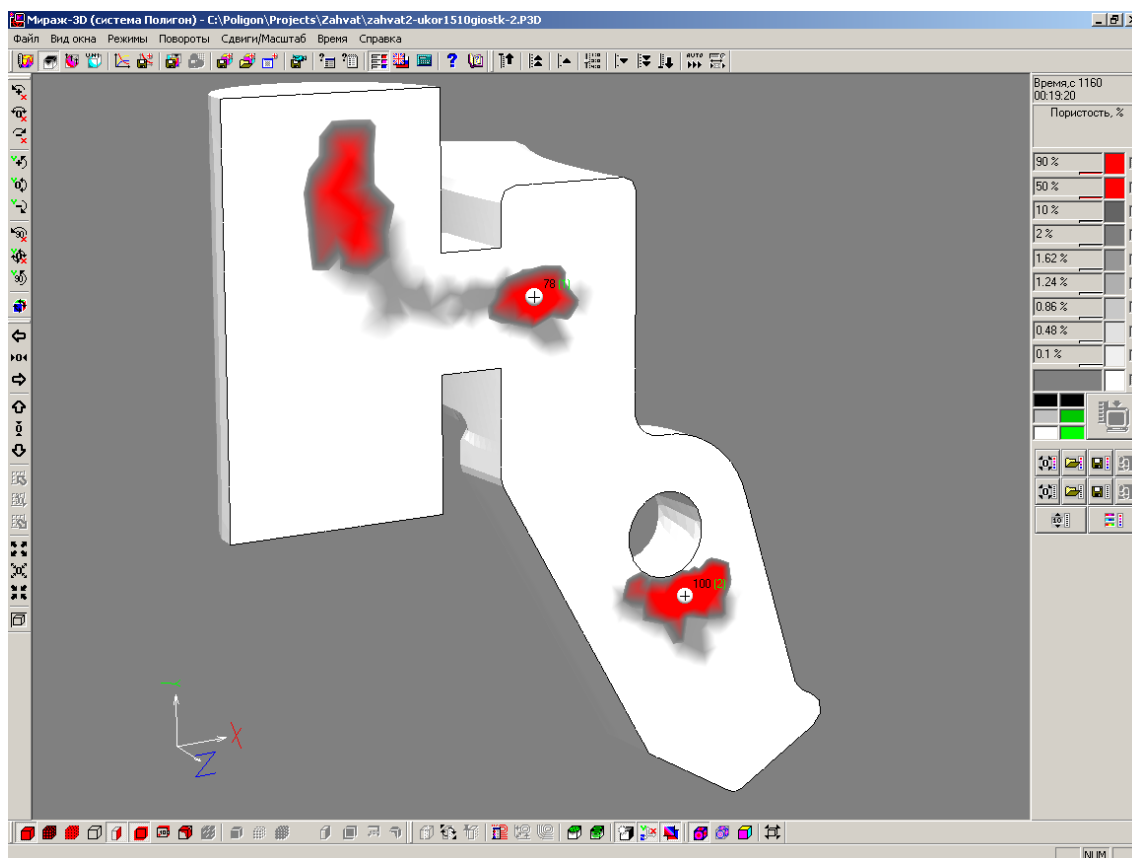 Мираж-3D (система Полигон) - C:\Poligon\Projects\Zahvat\zahvat2-ukor1510giostk-2.P3D
Файл Вид окна Режимы Повороты Сдвиги/Масштаб Время Справка
Время,с 1160
00:19:20
Пористость, %
90 %
50 %
10 %
2 %
1.62 %
1.24 %
0.86 %
0.48 %
0.1 %
78
100 (2)
Y
X
Z
NUM